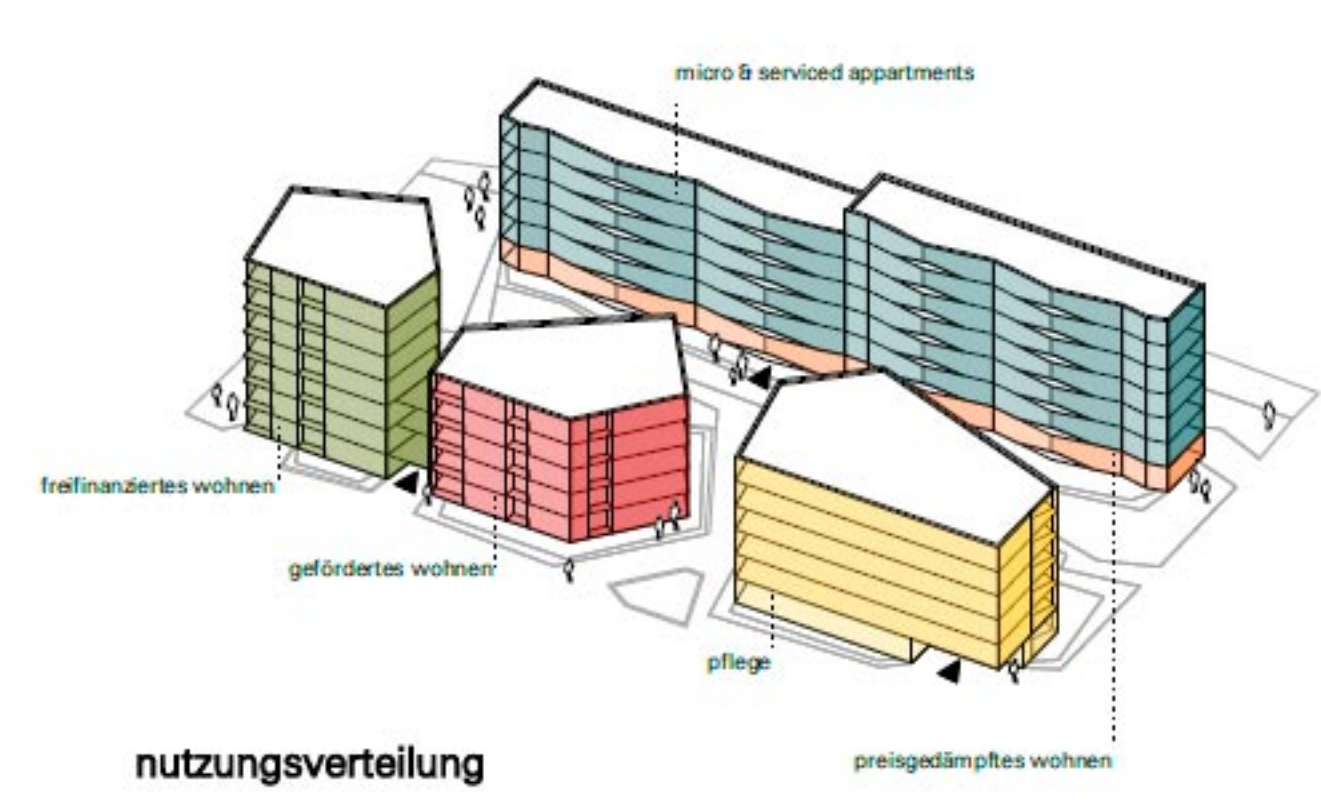 micro & serviced appartments
freifinanziertes wohnen
gefördertes wohnen
pflege
preisgedämpftes wohnen
nutzungsverteilung